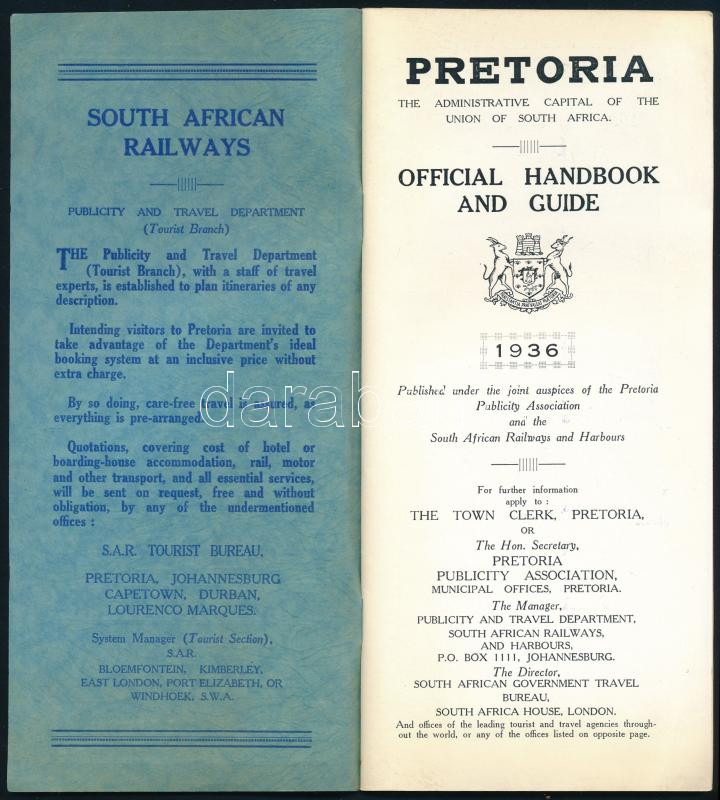 SOUTH AFRICAN
RAILWAYS
PUBLICITY AND TRAVEL DEPARTMENT
(Tourist Branch)
THE Publicity and Travel Department
(Tourist Branch), with a staff of travel
experts, is established to plan itineraries of any
description.
Intending visitors to Pretoria are invited to
take advantage of the Department's ideal
booking system at an inclusive price without
extra charge.
By so doing, care-free travel is assured, as
everything is pre-arranged.
Quotations, covering cost of hotel or
boarding-house accommodation, rail, motor
and other transport, and all essential services,
will be sent on request, free and without
obligation, by any of the undermentioned
offices :
S.A.R. TOURIST BUREAU,
PRETORIA, JOHANNESBURG
CAPETOWN, DURBAN,
LOURENCO MARQUES.
System Manager (Tourist Section),
S.A.R.
BLOEMFONTEIN, KIMBERLEY,
EAST LONDON, PORT ELIZABETH, OR
WINDHOEK, S.W.A.
PRETORIA
THE ADMINISTRATIVE CAPITAL OF THE
UNION OF SOUTH AFRICA.
OFFICIAL HANDBOOK
AND GUIDE
1936
Published under the joint auspices of the Pretoria
Publicity Association
and the
South African Railways and Harbours
For further information
apply to :
THE TOWN CLERK, PRETORIA,
OR
The Hon. Secretary,
PRETORIA
PUBLICITY ASSOCIATION,
MUNICIPAL OFFICES, PRETORIA.
The Manager,
PUBLICITY AND TRAVEL DEPARTMENT,
SOUTH AFRICAN RAILWAYS,
AND HARBOURS,
P.O. BOX 1111, JOHANNESBURG.
The Director,
SOUTH AFRICAN GOVERNMENT TRAVEL
BUREAU,
SOUTH AFRICA HOUSE, LONDON.
And offices of the leading tourist and travel agencies through-
out the world, or any of the offices listed on opposite page.